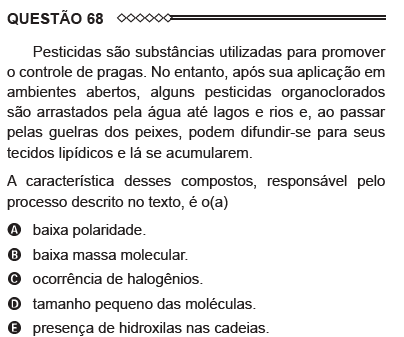 QUESTÃO 68
Pesticidas são substâncias utilizadas para promover
o controle de pragas. No entanto, após sua aplicação em
ambientes abertos, alguns pesticidas organoclorados
são arrastados pela água até lagos e rios e, ao passar
pelas guelras dos peixes, podem difundir-se para seus
tecidos lipídicos e lá se acumularem.
A característica desses compostos, responsável pelo
processo descrito no texto, é o(a)
A baixa polaridade.
B baixa massa molecular.
C ocorrência de halogênios.
D tamanho pequeno das moléculas.
E presença de hidroxilas nas cadeias.